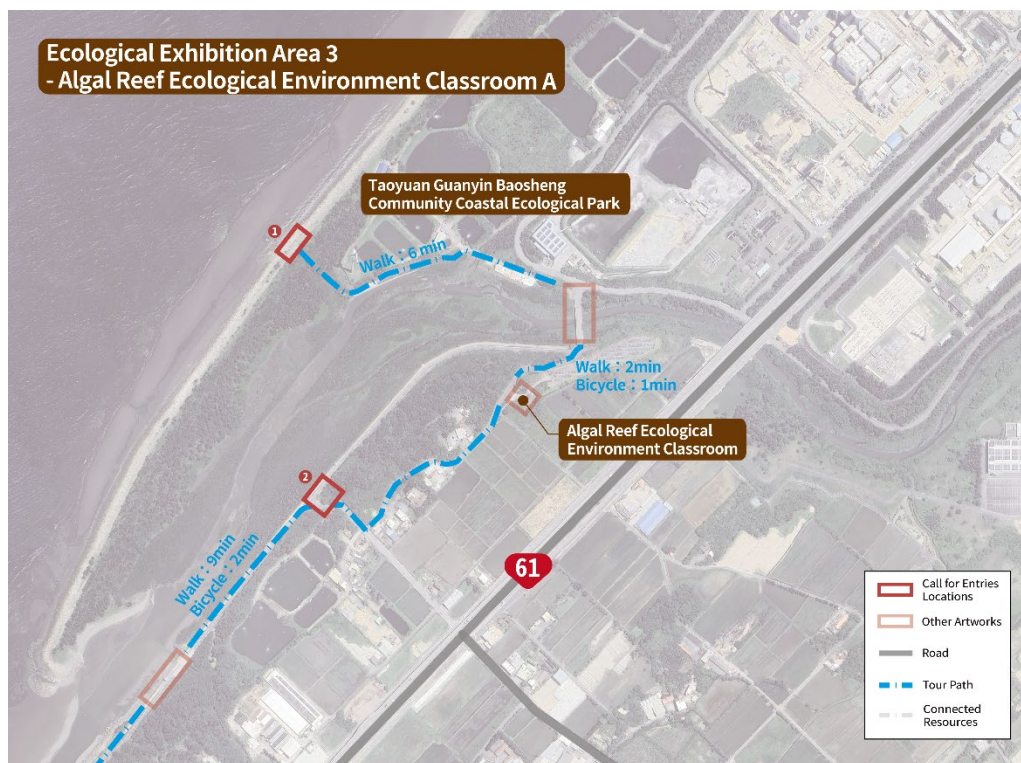 Ecological Exhibition Area 3
- Algal Reef Ecological Environment Classroom A
Taoyuan Guanyin Baosheng
Community Coastal Ecological Park
1
Walk：6 min
Walk：2min
Bicycle：1min
Algal Reef Ecological
Environment Classroom
2
Walk：9min
Bicycle：2min
61
Call for Entries
Locations
Other Artworks
Road
Tour Path
Connected
Resources